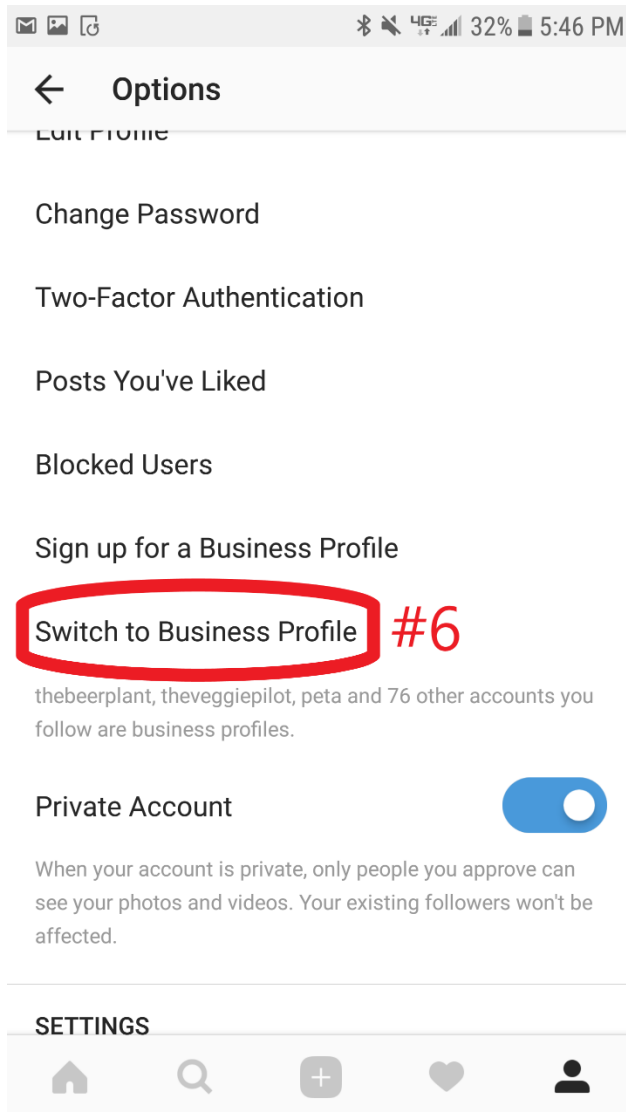 4GE 32% 5:46 PM
Options
Edit Profile
Change Password
Two-Factor Authentication
Posts You've Liked
Blocked Users
Sign up for a Business Profile
Switch to Business Profile #6
thebeerplant, theveggiepilot, peta and 76 other accounts you
follow are business profiles.
Private Account
When your account is private, only people you approve can
see your photos and videos. Your existing followers won't be
affected.
SETTINGS